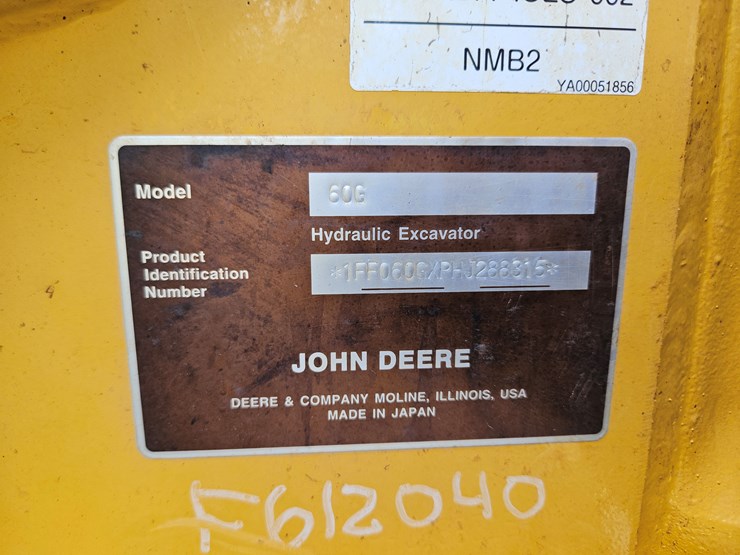 NMB2
YA00051856
Model 60G
Hydraulic Excavator
Product
Identification
Number
JOHN DEERE
DEERE & COMPANY MOLINE, ILLINOIS, USA
MADE IN JAPAN
F612040